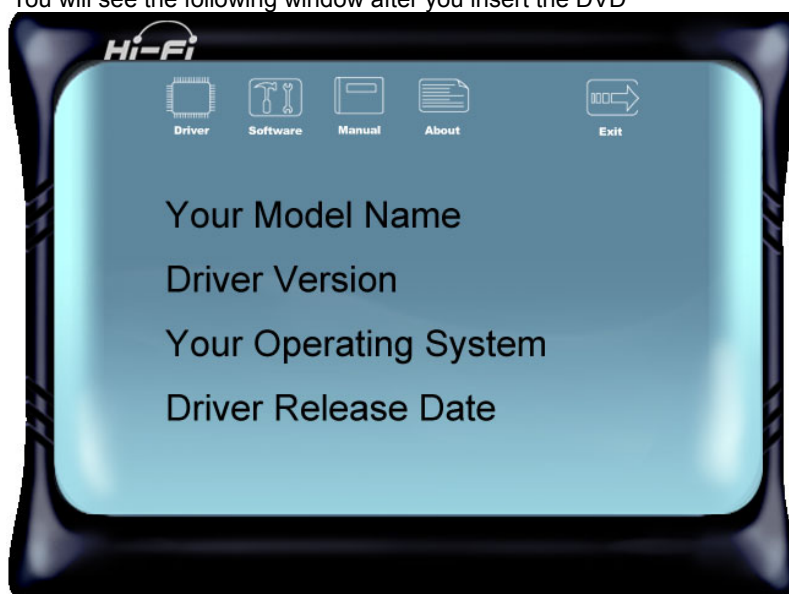 You will see the following window after you insert the DVD
Hi-Fi
Driver Software Manual About Exit
Your Model Name
Driver Version
Your Operating System
Driver Release Date